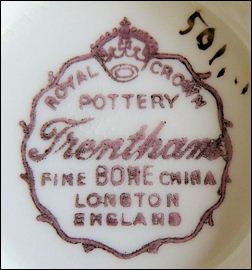 ROYAL CROWN
POTTERY
Trentham
FINE BONE CHINA
LONGTON
ENGLAND